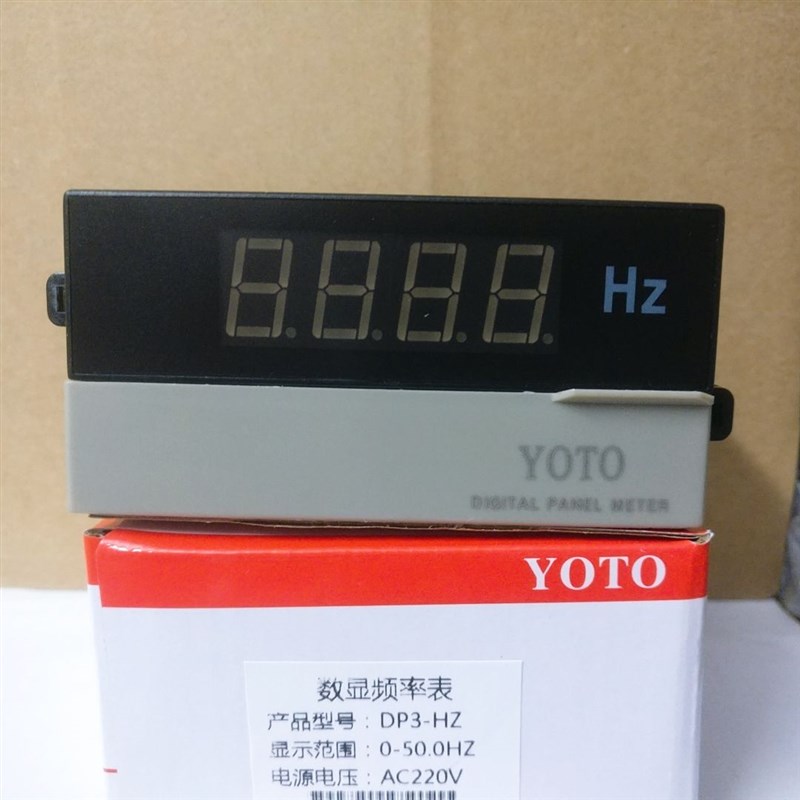 Hz
YOTO
DIGITAL PANEL METER
YOTO
数显频率表
产品型号：DP3-HZ
显示范围：0-50.0HZ
电源电压：AC220V